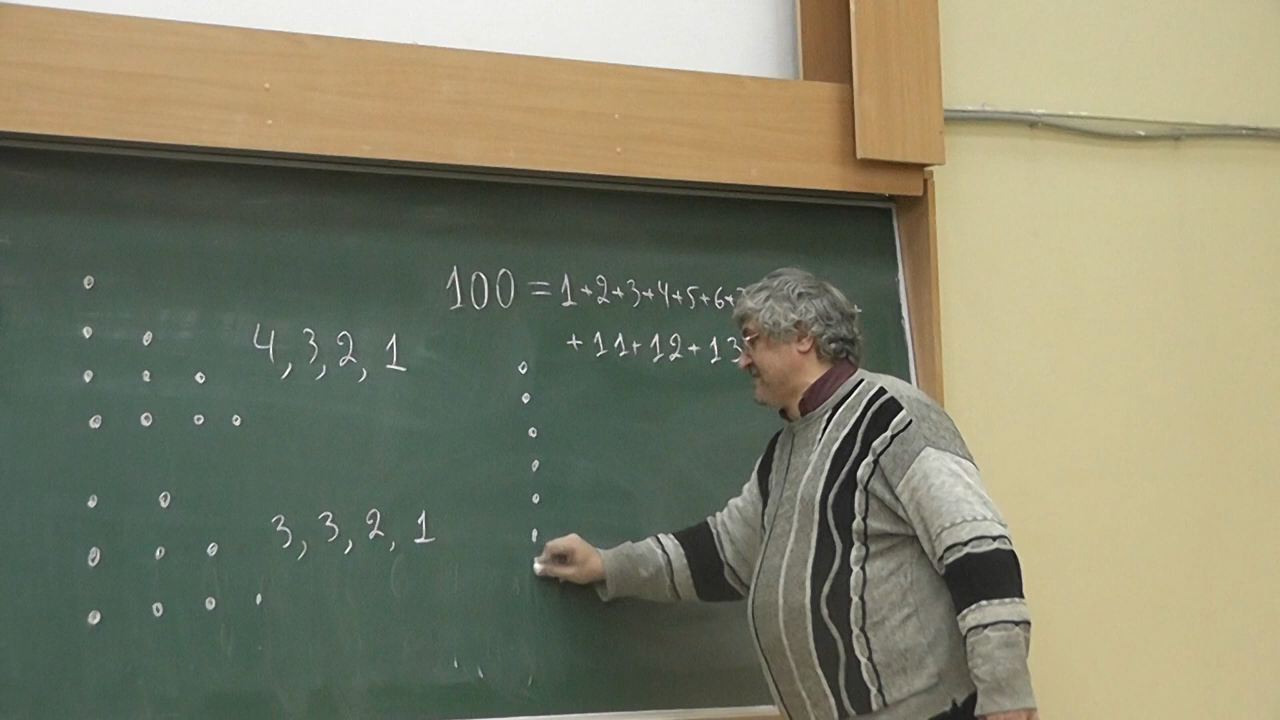 100 = 1+2+3+4+5+6+
+11+12+13
4,3,2,1
3,3,2,1